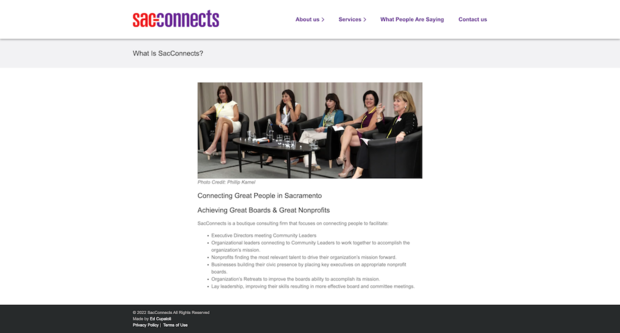 sacconnects
About us
Services
What People Are Saying
Contact us
What is SacConnects?
Photo Credit: Phillip Kamel
Connecting Great People in Sacramento
Achieving Great Boards & Great Nonprofits
SacConnects is a boutique consulting firm that focuses on connecting people to facilitate:
Executive Directors meeting Community Leaders
Organizational leaders connecting to Community Leaders to work together to accomplish the
organization's mission.
Nonprofits finding the most relevant talent to drive their organization's mission forward.
Businesses building their civic presence by placing key executives on appropriate nonprofit
boards.
Organization's Retreats to improve the boards ability to accomplish its mission.
Lay leadership, improving their skills resulting in more effective board and committee meetings.
© 2022 SacConnects All Rights Reserved
Made by Ed Cupaioli
Privacy Policy | Terms of Use